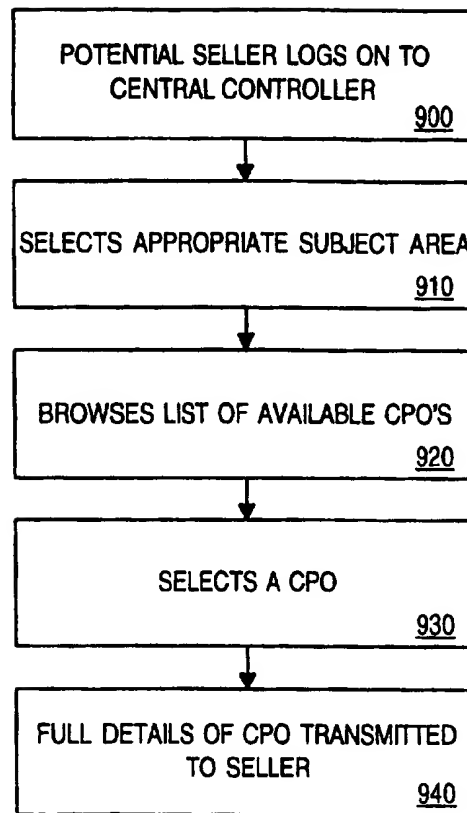 POTENTIAL SELLER LOGS ON TO
CENTRAL CONTROLLER
900
SELECTS APPROPRIATE SUBJECT AREA
910
BROWSES LIST OF AVAILABLE CPO'S
920
SELECTS A CPO
930
FULL DETAILS OF CPO TRANSMITTED
TO SELLER
940